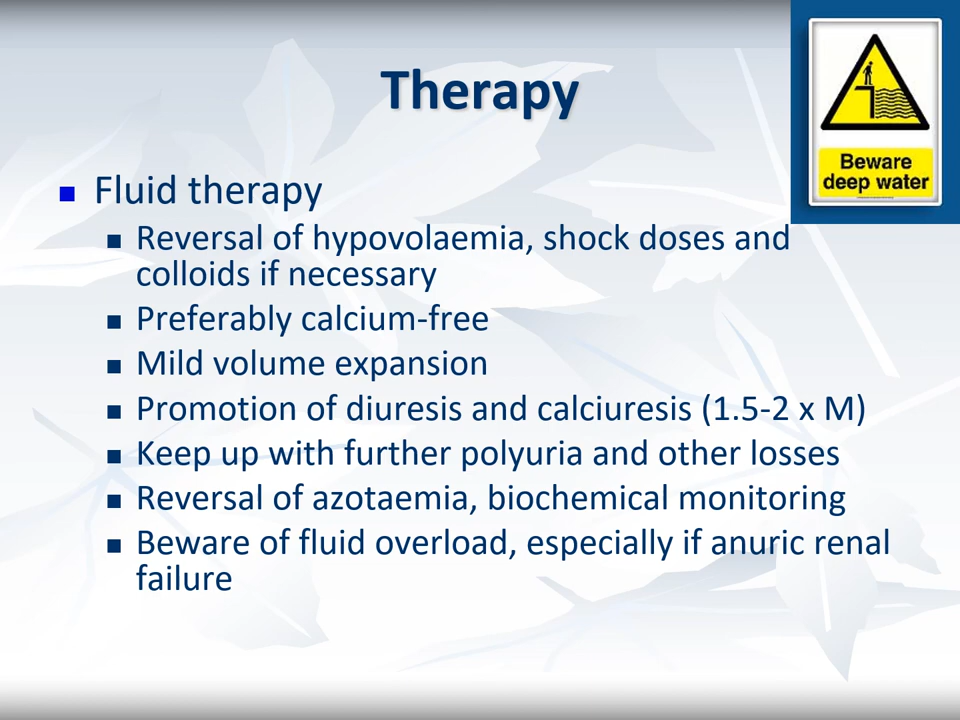 Therapy
Beware
deep water
Fluid therapy
Reversal of hypovolaemia, shock doses and
colloids if necessary
Preferably calcium-free
Mild volume expansion
Promotion of diuresis and calciuresis (1.5-2 x M)
Keep up with further polyuria and other losses
Reversal of azotaemia, biochemical monitoring
Beware of fluid overload, especially if anuric renal
failure